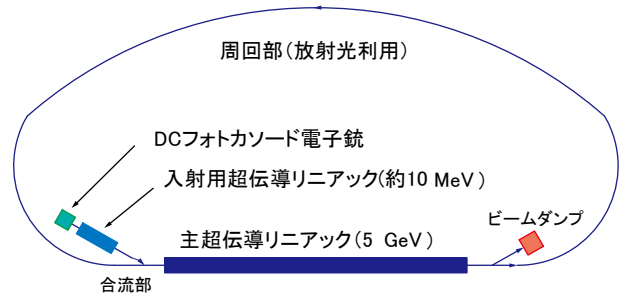 周回部(放射光利用)
DCフォトカソード電子銃
入射用超伝導リニアック(約10 MeV)
ビームダンプ
主超伝導リニアック(5 GeV)
合流部